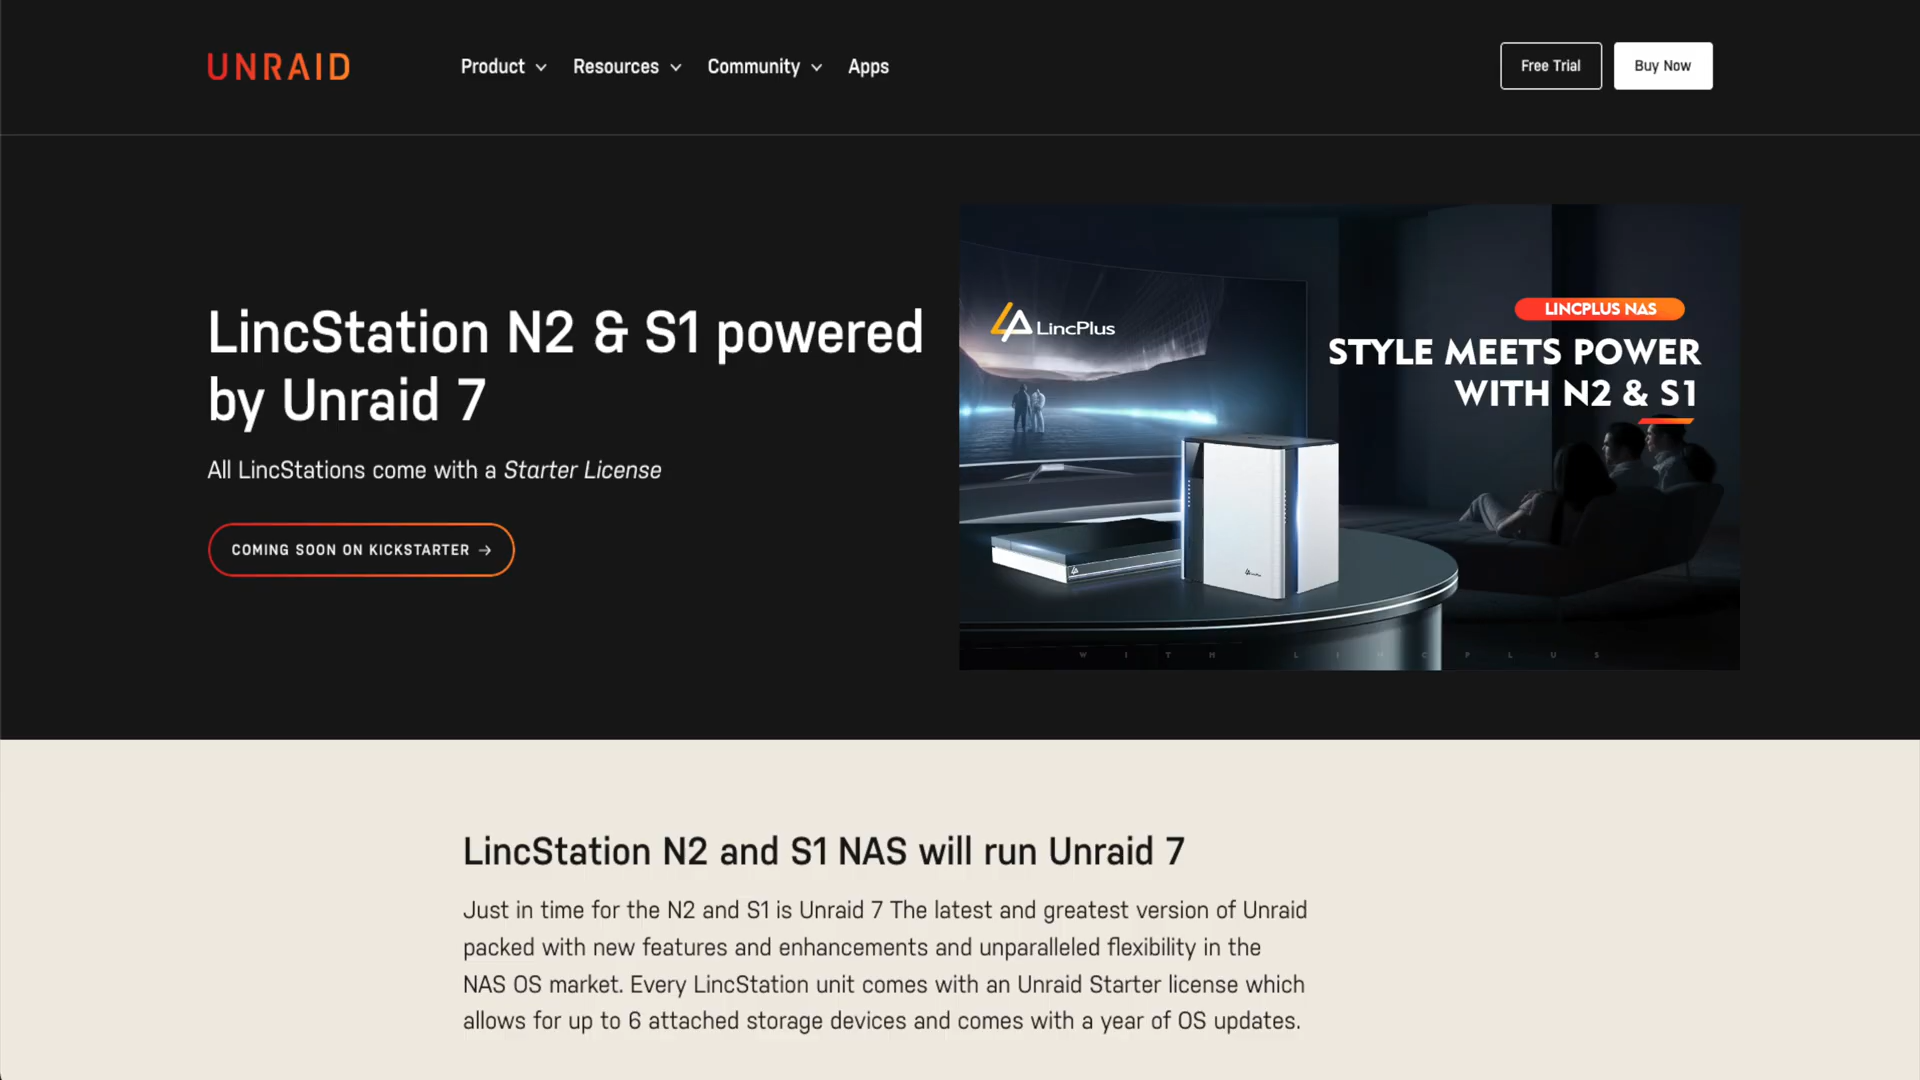 UNRAID
Product
Resources
Community
Apps
Free Trial
Buy Now
LincStation N2 & S1 powered
by Unraid 7
All LincStations come with a Starter License
COMING SOON ON KICKSTARTER →
LincPlus
LINCPLUS NAS
STYLE MEETS POWER
WITH N2 & S1
WITH LINCPLUS
LincStation N2 and S1 NAS will run Unraid 7
Just in time for the N2 and S1 is Unraid 7 The latest and greatest version of Unraid
packed with new features and enhancements and unparalleled flexibility in the
NAS OS market. Every LincStation unit comes with an Unraid Starter license which
allows for up to 6 attached storage devices and comes with a year of OS updates.